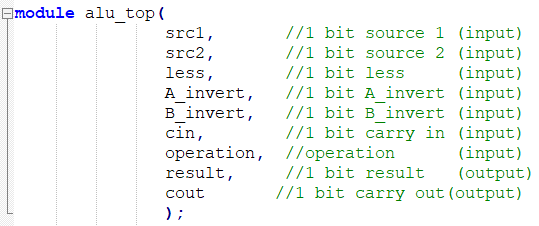 module alu_top(
src1, //1 bit source 1 (input)
src2, //1 bit source 2 (input)
less, //1 bit less (input)
A_invert, //1 bit A_invert (input)
B_invert, //1 bit B_invert (input)
cin, //1 bit carry in (input)
operation, //operation (input)
result, //1 bit result (output)
cout //1 bit carry out(output)
);